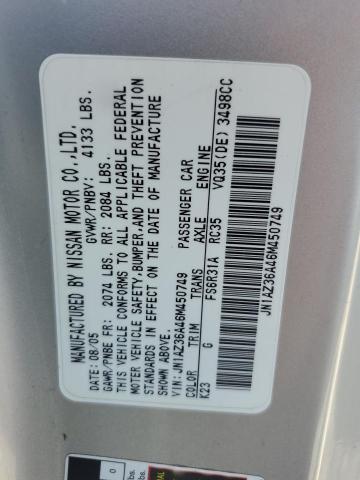 MANUFACTURED BY NISSAN MOTOR CO.,LTD.
DATE: 08/05 GVWR/PNBV: 4133 LBS.
GAWR/PNBE FR: 2074 LBS. RR: 2084 LBS.
THIS VEHICLE CONFORMS TO ALL APPLICABLE FEDERAL
MOTOR VEHICLE SAFETY,BUMPER,AND THEFT PREVENTION
STANDARDS IN EFFECT ON THE DATE OF MANUFACTURE
SHOWN ABOVE.
VIN: JN1AZ36A46M450749 PASSENGER CAR
COLOR TRIM TRANS AXLE ENGINE
K23 G FS6R31A RC35 VQ35(DE) 3498CC
JN1AZ36A46M450749
0